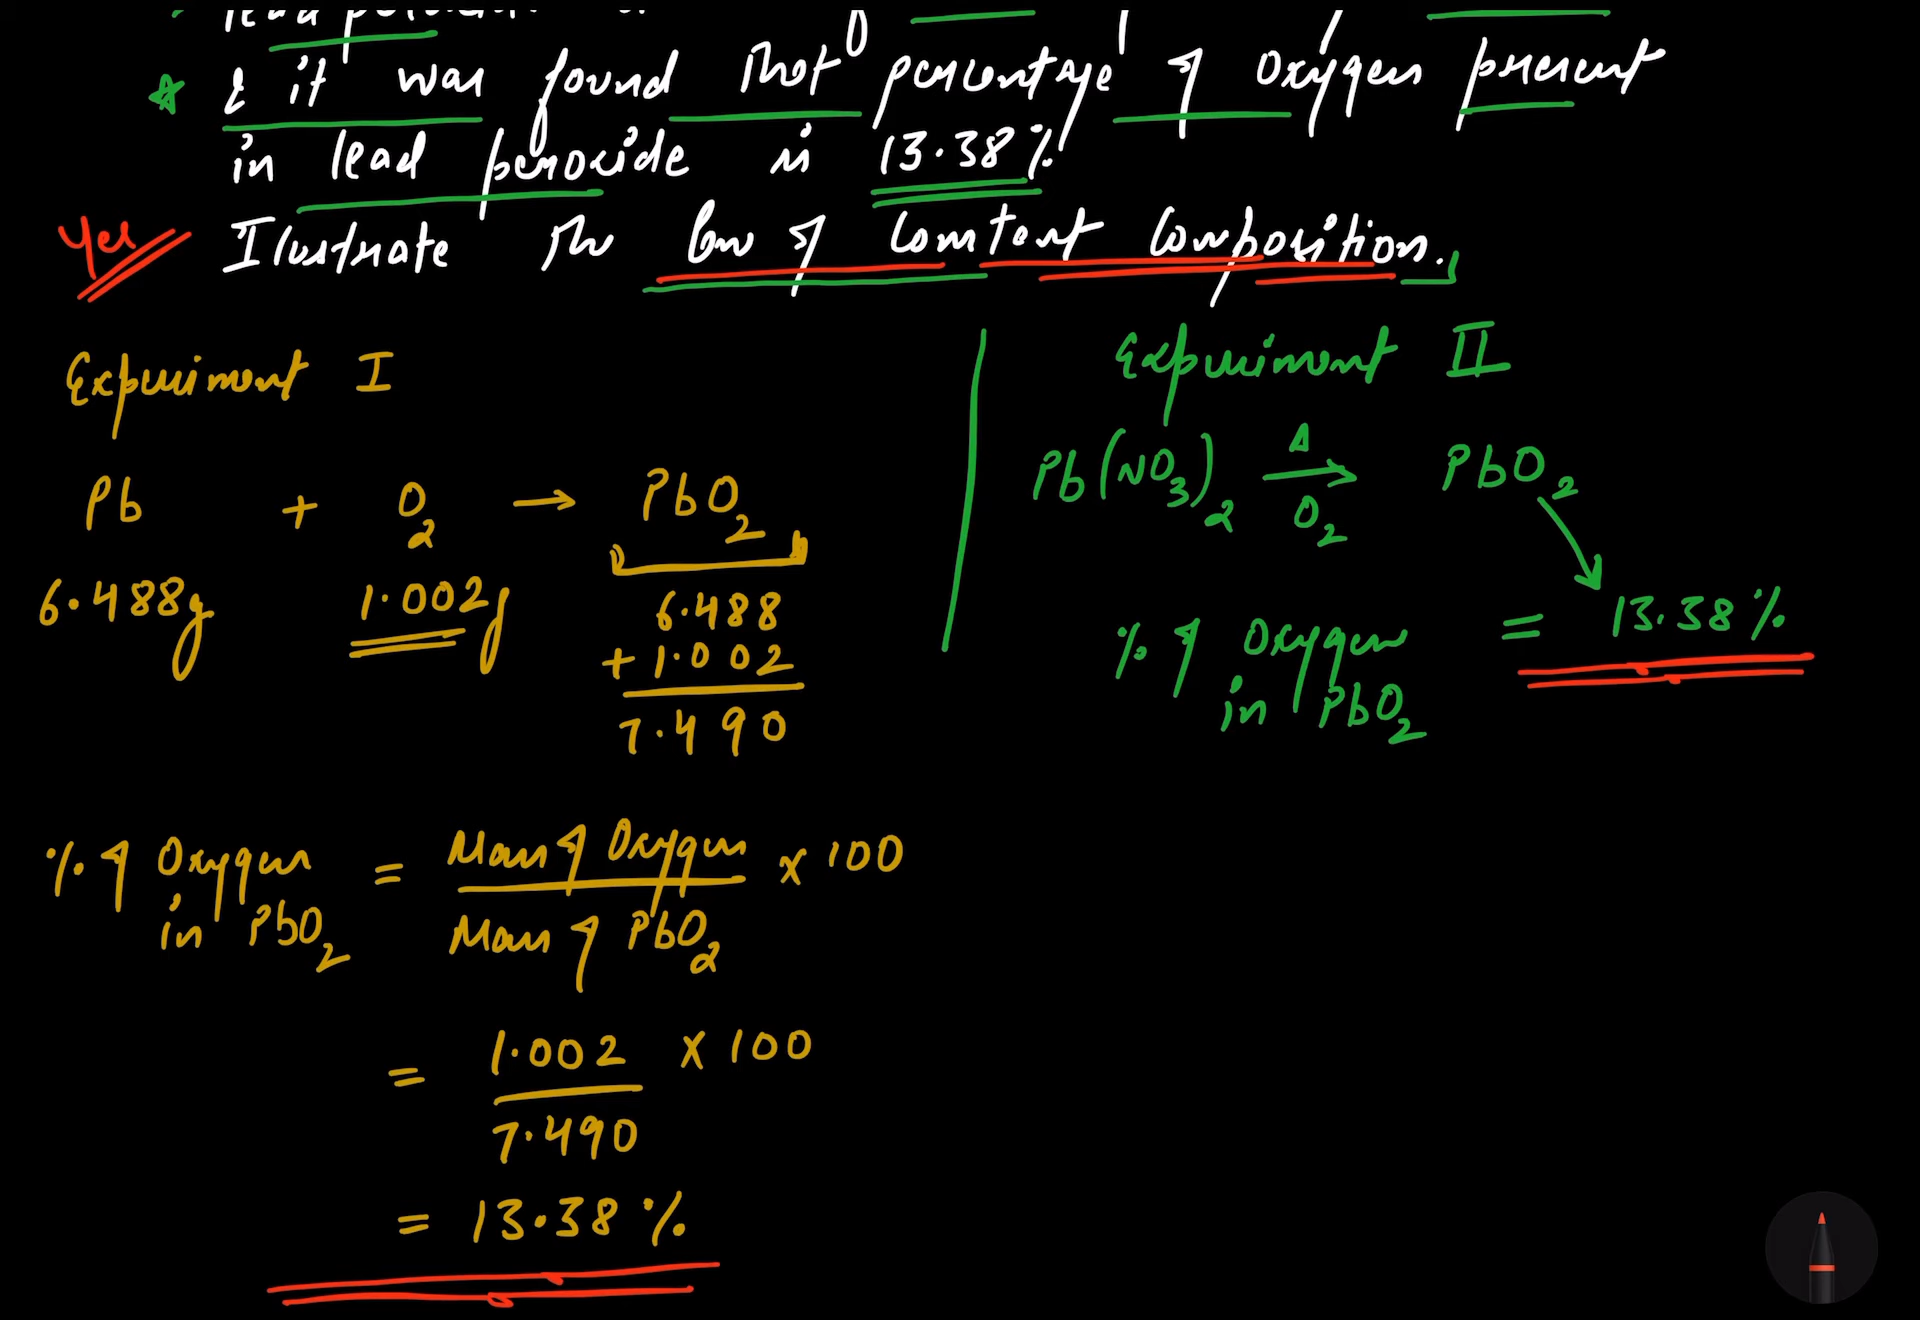 lead peroxide
& it was found that percentage of oxygen present
in lead peroxide is 13.38%
Yes Illustrate the law of constant composition.
Experiment I
Pb + O2 → PbO2
6.488g 1.002g 6.488
+ 1.002
7.490
% of Oxygen in PbO2 = Mass of Oxygen / Mass of PbO2 × 100
= 1.002 / 7.490 × 100
= 13.38 %
Experiment II
Pb(NO3)2 →Δ O2 PbO2
% of Oxygen in PbO2 = 13.38 %